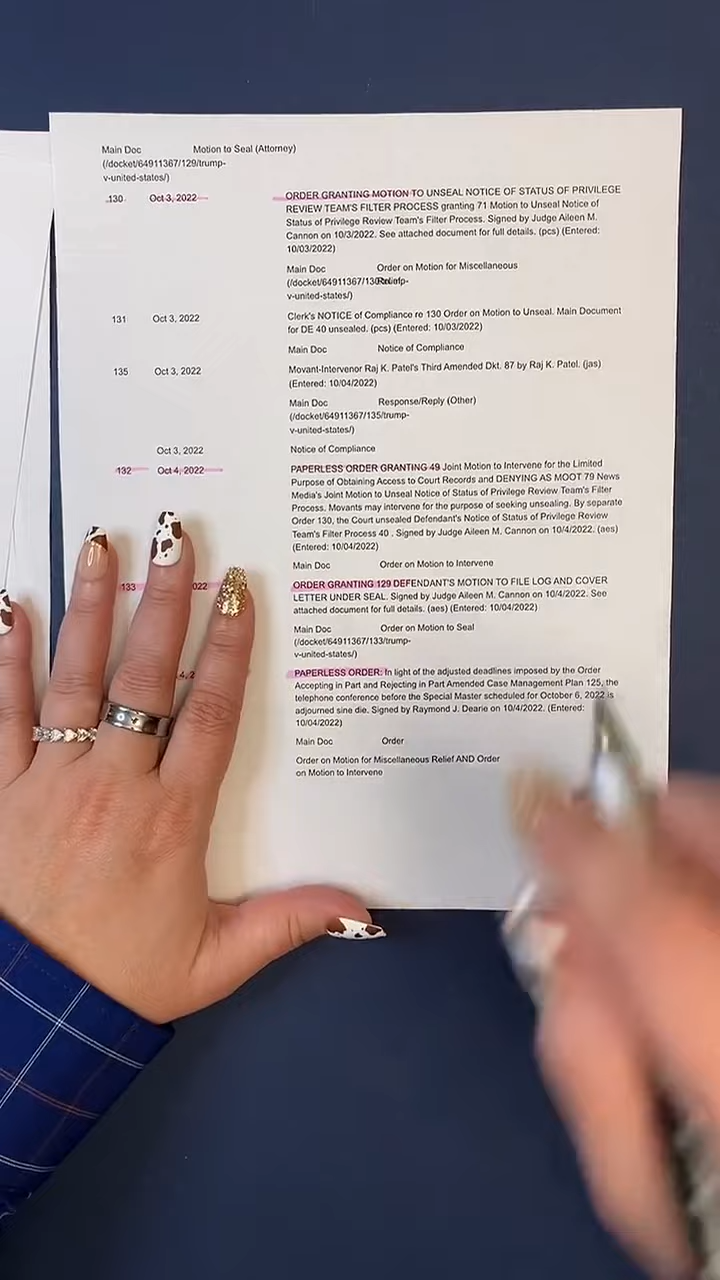 Main Doc Motion to Seal (Attorney)
(/docket/64911367/129/trump-
v-united-states/)
130 Oct 3, 2022 ORDER GRANTING MOTION TO UNSEAL NOTICE OF STATUS OF PRIVILEGE
REVIEW TEAM'S FILTER PROCESS granting 71 Motion to Unseal Notice of
Status of Privilege Review Team's Filter Process. Signed by Judge Aileen M.
Cannon on 10/3/2022. See attached document for full details. (pcs) (Entered:
10/03/2022)
Main Doc Order on Motion for Miscellaneous
(/docket/64911367/130/trump- Relief
v-united-states/)
131 Oct 3, 2022 Clerk's NOTICE of Compliance re 130 Order on Motion to Unseal. Main Document
for DE 40 unsealed. (pcs) (Entered: 10/03/2022)
Main Doc Notice of Compliance
135 Oct 3, 2022 Movant-Intervenor Raj K. Patel's Third Amended Dkt. 87 by Raj K. Patel. (jas)
(Entered: 10/04/2022)
Main Doc Response/Reply (Other)
(/docket/64911367/135/trump-
v-united-states/)
Oct 3, 2022 Notice of Compliance
132 Oct 4, 2022 PAPERLESS ORDER GRANTING 49 Joint Motion to Intervene for the Limited
Purpose of Obtaining Access to Court Records and DENYING AS MOOT 79 News
Media's Joint Motion to Unseal Notice of Status of Privilege Review Team's Filter
Process. Movants may intervene for the purpose of seeking unsealing. By separate
Order 130, the Court unsealed Defendant's Notice of Status of Privilege Review
Team's Filter Process 40 . Signed by Judge Aileen M. Cannon on 10/4/2022. (aes)
(Entered: 10/04/2022)
Main Doc Order on Motion to Intervene
133 022 ORDER GRANTING 129 DEFENDANT'S MOTION TO FILE LOG AND COVER
LETTER UNDER SEAL. Signed by Judge Aileen M. Cannon on 10/4/2022. See
attached document for full details. (aes) (Entered: 10/04/2022)
Main Doc Order on Motion to Seal
(/docket/64911367/133/trump-
v-united-states/)
4, 2 PAPERLESS ORDER: In light of the adjusted deadlines imposed by the Order
Accepting in Part and Rejecting in Part Amended Case Management Plan 125, the
telephone conference before the Special Master scheduled for October 6, 2022 is
adjourned sine die. Signed by Raymond J. Dearie on 10/4/2022. (Entered:
10/04/2022)
Main Doc Order
Order on Motion for Miscellaneous Relief AND Order
on Motion to Intervene